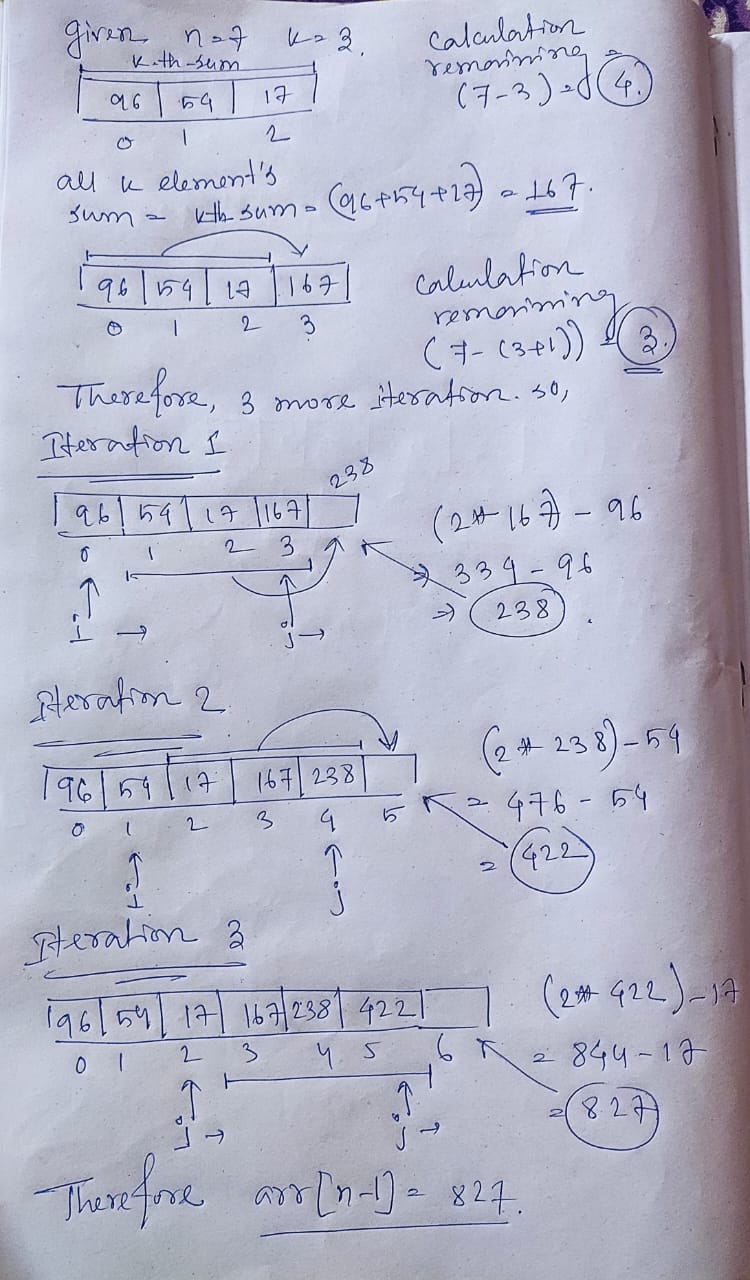 given n=7 k=3.
calculation
remaining =
(7-3) = 4.
k-th-sum
96 54 17
0 1 2
all k element's
sum = kth sum = (96+54+17) = 167.
96 54 17 167
0 1 2 3
calculation
remaining
(7-(3+1)) = 3.
Therefore, 3 more iteration. so,
Iteration 1
238
96 54 17 167
0 1 2 3
i → j →
(2*167) - 96
⇒ 334-96
⇒ 238.
Iteration 2
96 54 17 167 238
0 1 2 3 4 5
i j
(2*238)-54
= 476-54
= 422
Iteration 3
96 54 17 167 238 422
0 1 2 3 4 5 6
i → j →
(2*422)-17
= 844-17
= 827
Therefore arr[n-1] = 827.